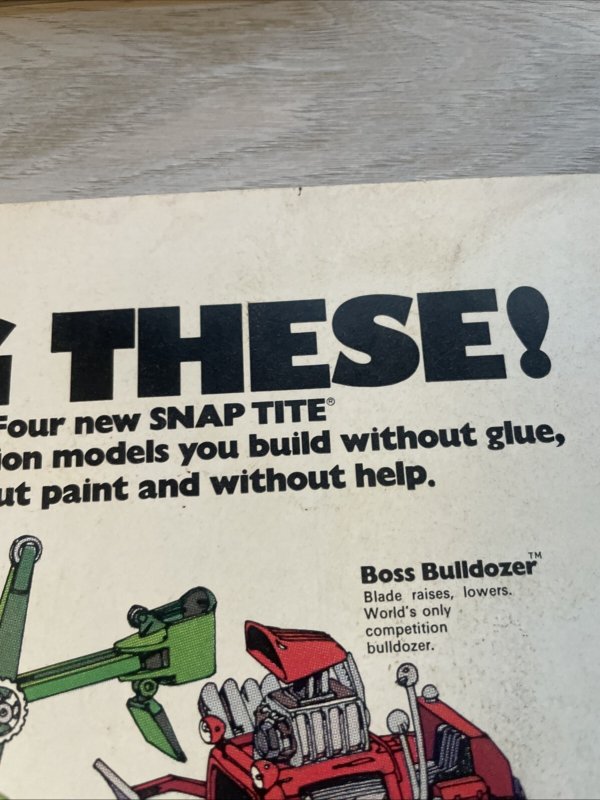 G THESE!
Four new SNAP TITE®
ion models you build without glue,
ut paint and without help.
Boss Bulldozer™
Blade raises, lowers.
World's only
competition
bulldozer.